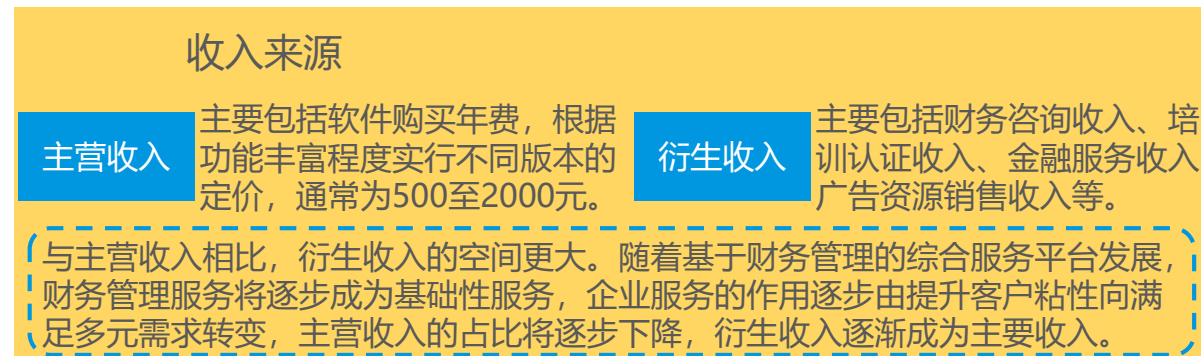 收入来源
主营收入
主要包括软件购买年费，根据
功能丰富程度实行不同版本的
定价，通常为500至2000元。
衍生收入
主要包括财务咨询收入、培
训认证收入、金融服务收入
广告资源销售收入等。
与主营收入相比，衍生收入的空间更大。随着基于财务管理的综合服务平台发展，
财务管理服务将逐步成为基础性服务，企业服务的作用逐步由提升客户粘性向满
足多元需求转变，主营收入的占比将逐步下降，衍生收入逐渐成为主要收入。